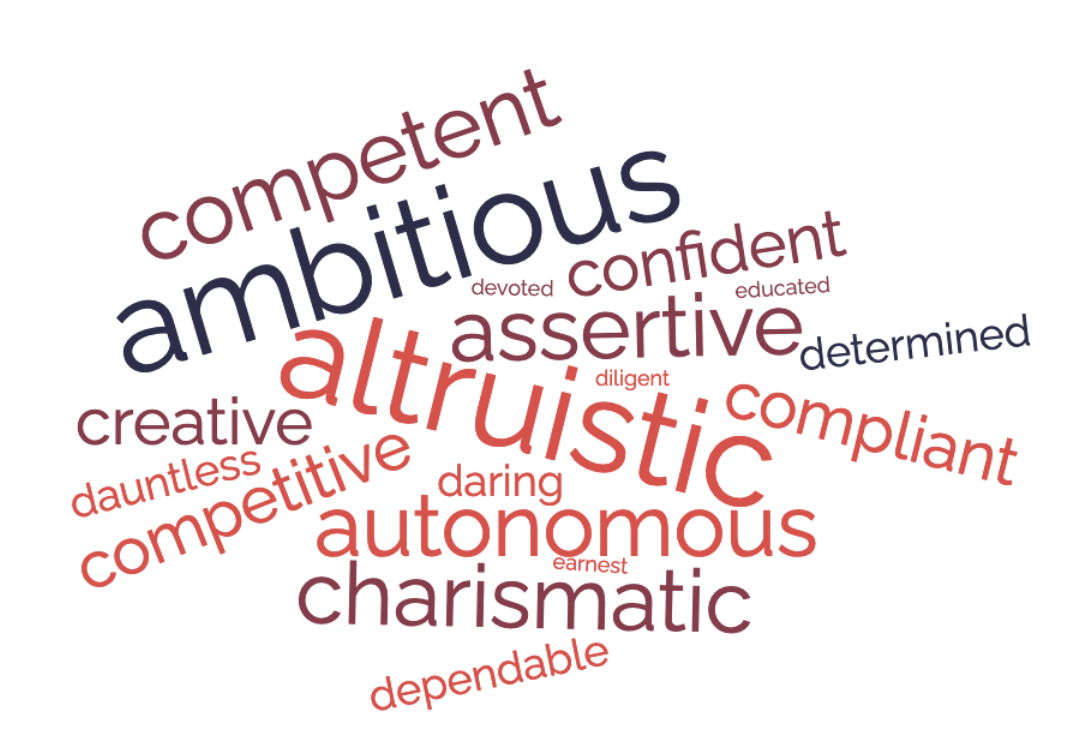 competent
ambitious
confident
devoted
educated
assertive
determined
altruistic
diligent
compliant
creative
dauntless
competitive
daring
autonomous
earnest
charismatic
dependable